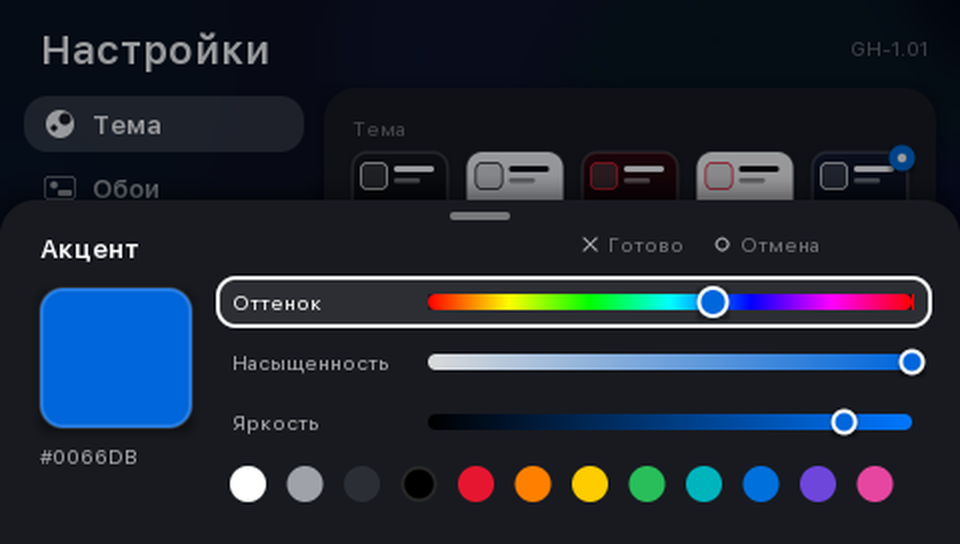 Настройки
GH-1.01
Тема
Тема
Обои
Акцент
Готово
Отмена
Оттенок
Насыщенность
Яркость
#0066DB